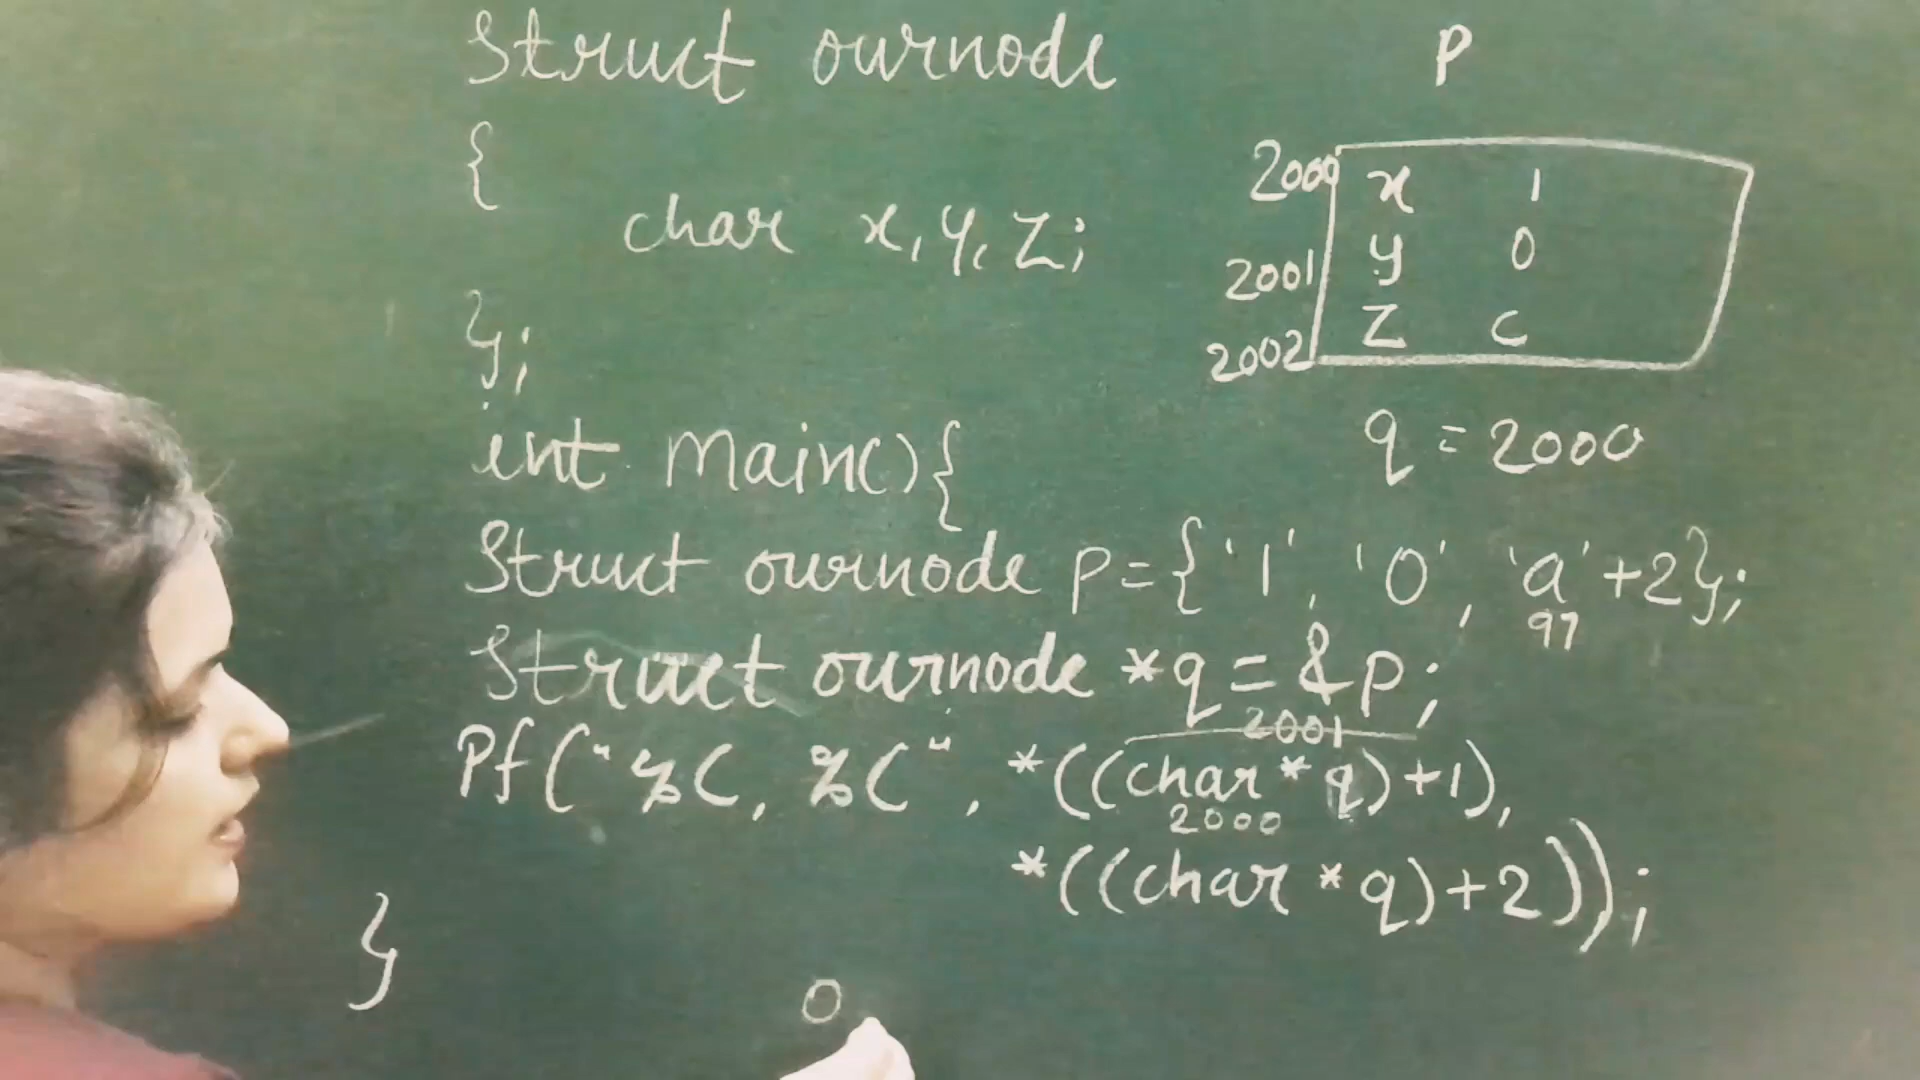 Struct ournode
{
char x, y, z;
};
int main(){
Struct ournode p={'1', '0', 'a'+2};
97
Struct ournode *q = &p;
2001
Pf("%C, %C", *((char*q)+1),
2000
*((char*q)+2));
}
0
P
2000 x 1
2001 y 0
2002 z c
q = 2000